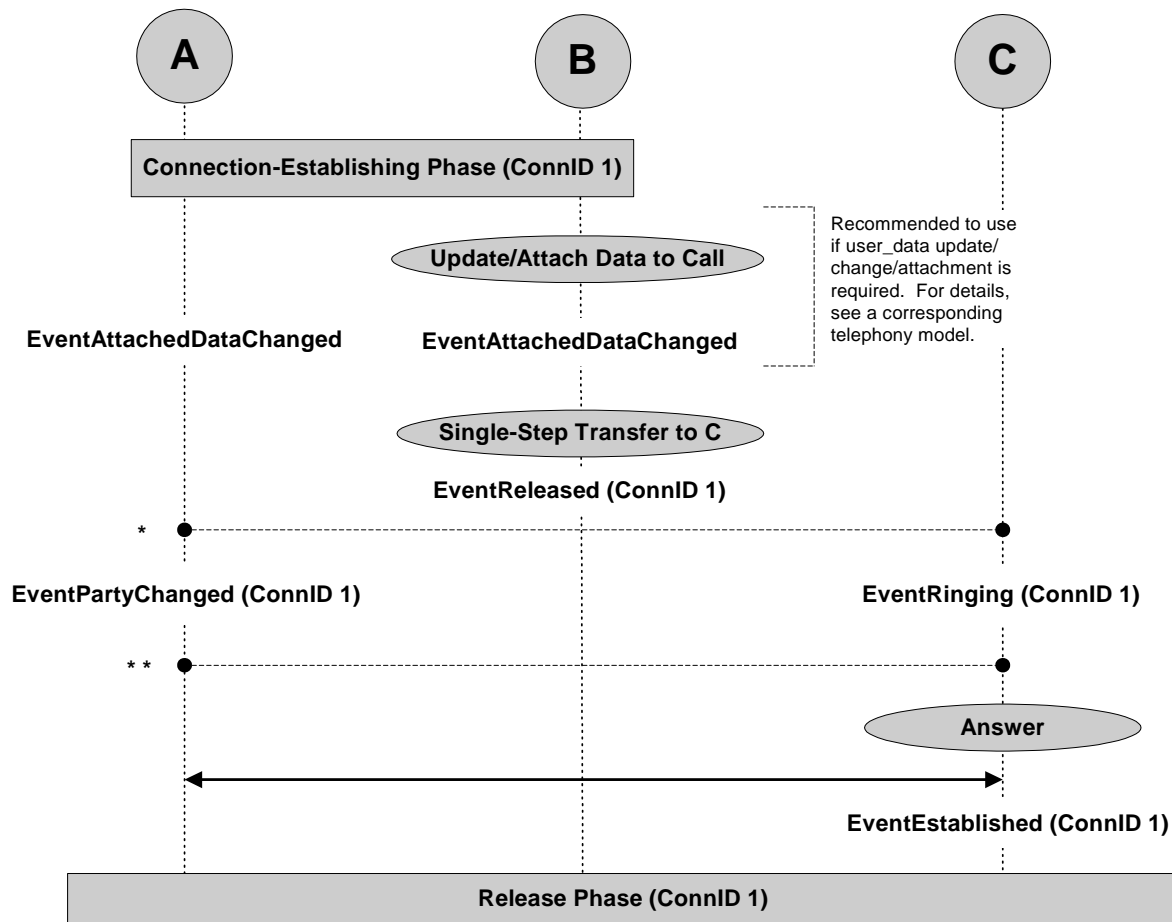 A
B
C
Connection-Establishing Phase (ConnID 1)
Update/Attach Data to Call
Recommended to use
if user_data update/
change/attachment is
required.  For details,
see a corresponding
telephony model.
EventAttachedDataChanged
EventAttachedDataChanged
Single-Step Transfer to C
EventReleased (ConnID 1)
*
EventPartyChanged (ConnID 1)
EventRinging (ConnID 1)
* *
Answer
EventEstablished (ConnID 1)
Release Phase (ConnID 1)